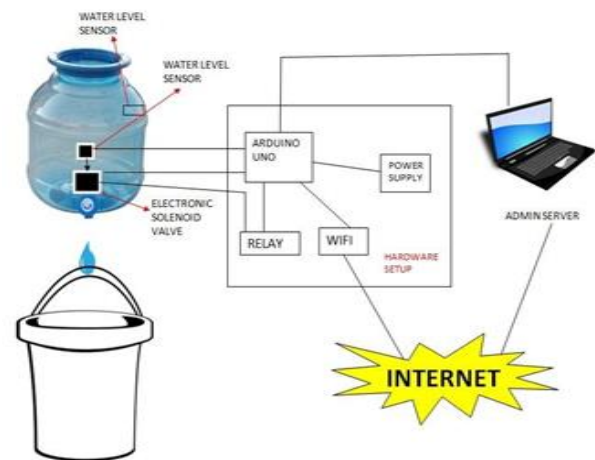 WATER LEVEL
SENSOR
WATER LEVEL
SENSOR
ARDUINO
UNO
POWER
SUPPLY
ELECTRONIC
SOLENOID
VALVE
RELAY
WIFI
HARDWARE
SETUP
ADMIN SERVER
INTERNET